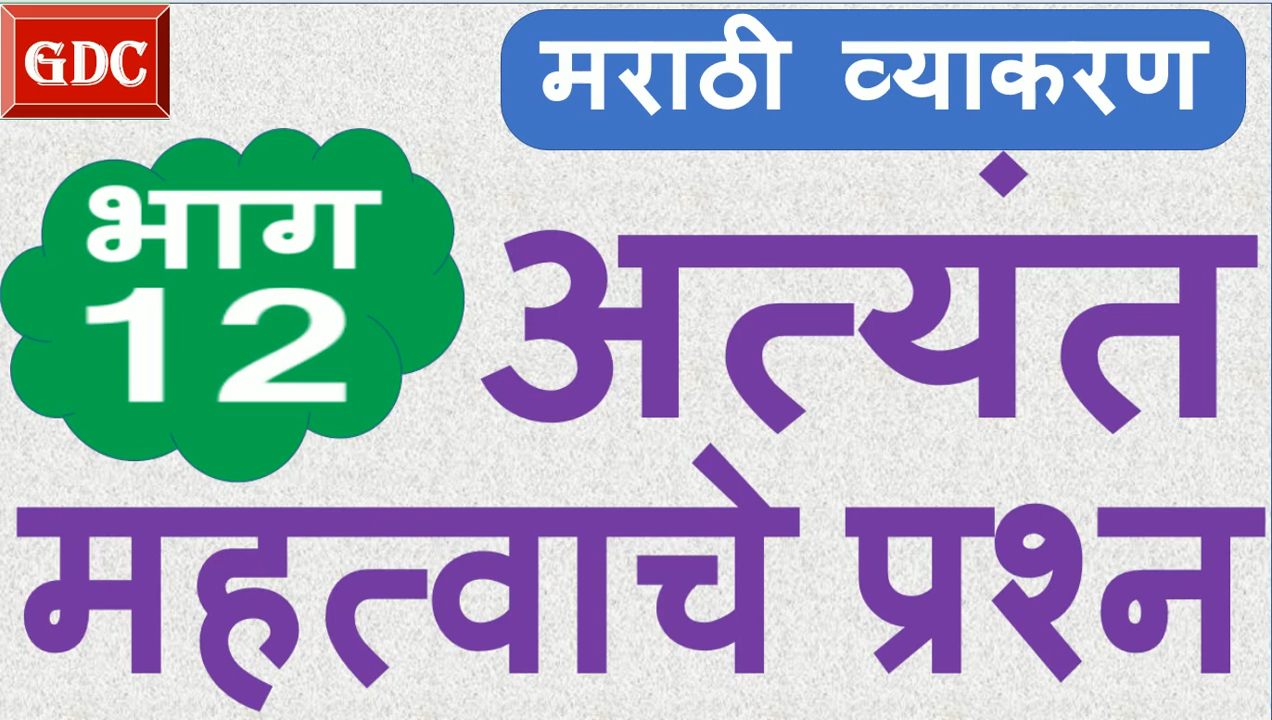 GDC
मराठी व्याकरण
भाग
12
अत्यंत
महत्वाचे प्रश्न